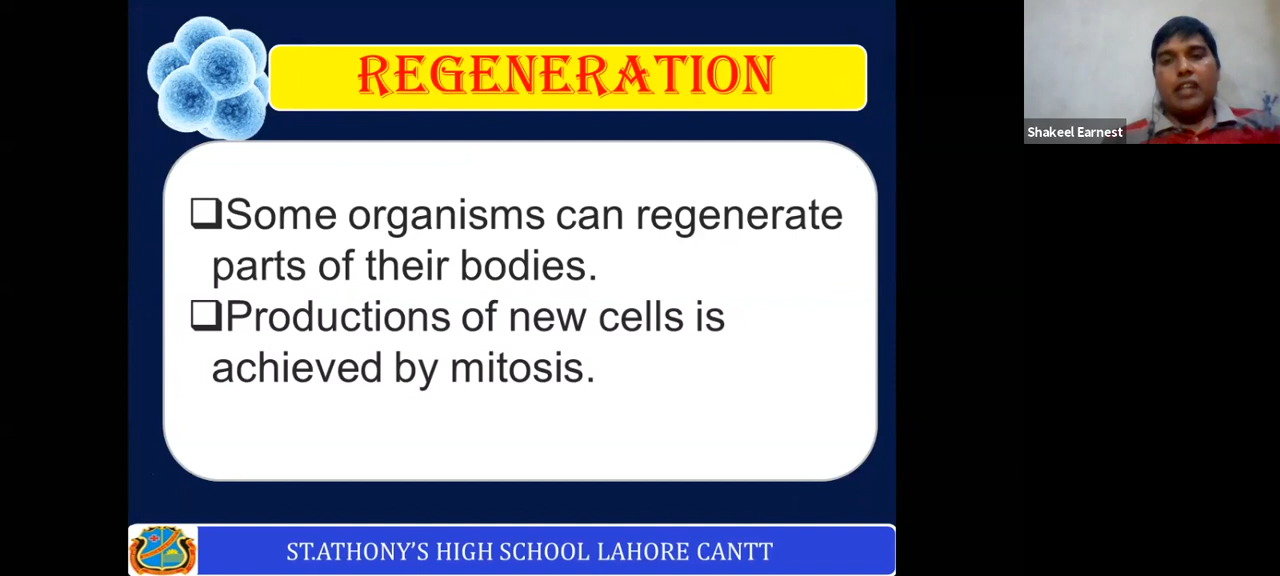 REGENERATION
Shakeel Earnest
❑Some organisms can regenerate
parts of their bodies.
❑Productions of new cells is
achieved by mitosis.
ST.ATHONY'S HIGH SCHOOL LAHORE CANTT